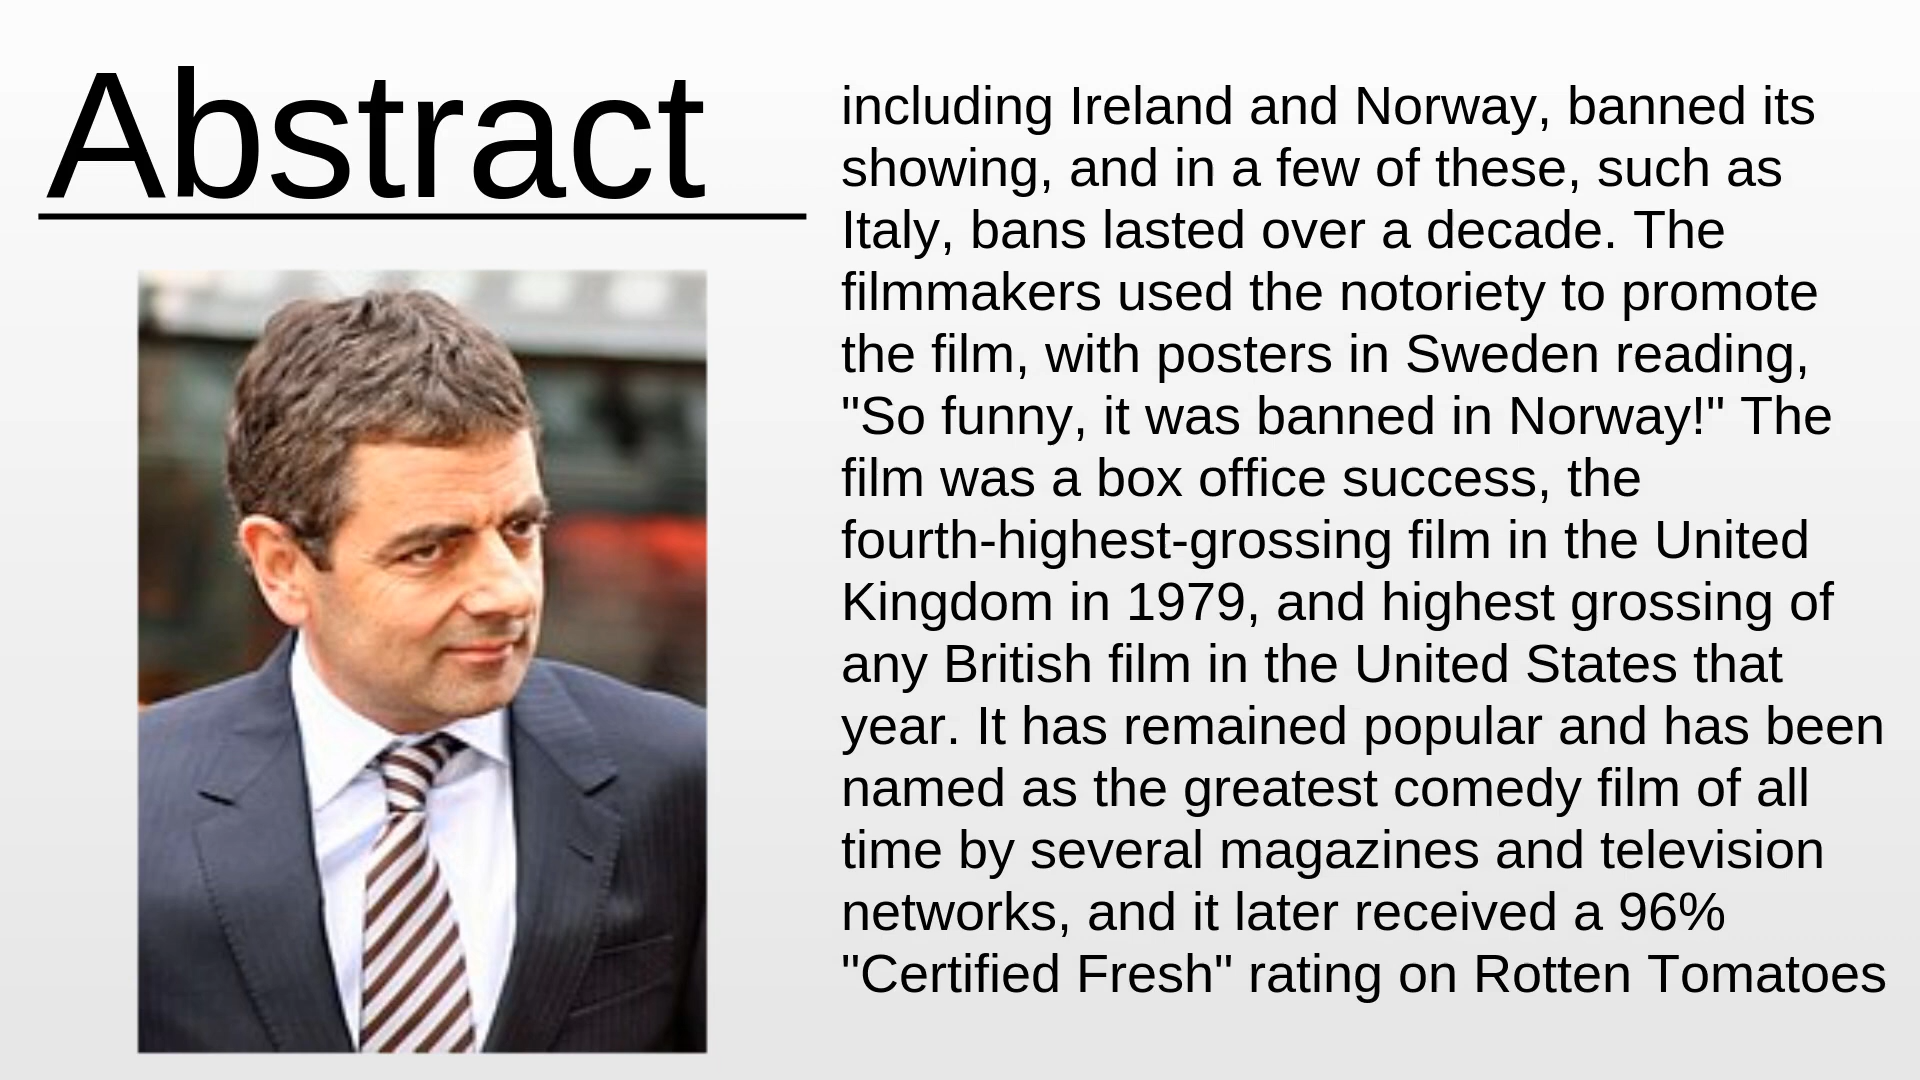 Abstract
including Ireland and Norway, banned its
showing, and in a few of these, such as
Italy, bans lasted over a decade. The
filmmakers used the notoriety to promote
the film, with posters in Sweden reading,
"So funny, it was banned in Norway!" The
film was a box office success, the
fourth-highest-grossing film in the United
Kingdom in 1979, and highest grossing of
any British film in the United States that
year. It has remained popular and has been
named as the greatest comedy film of all
time by several magazines and television
networks, and it later received a 96%
"Certified Fresh" rating on Rotten Tomatoes